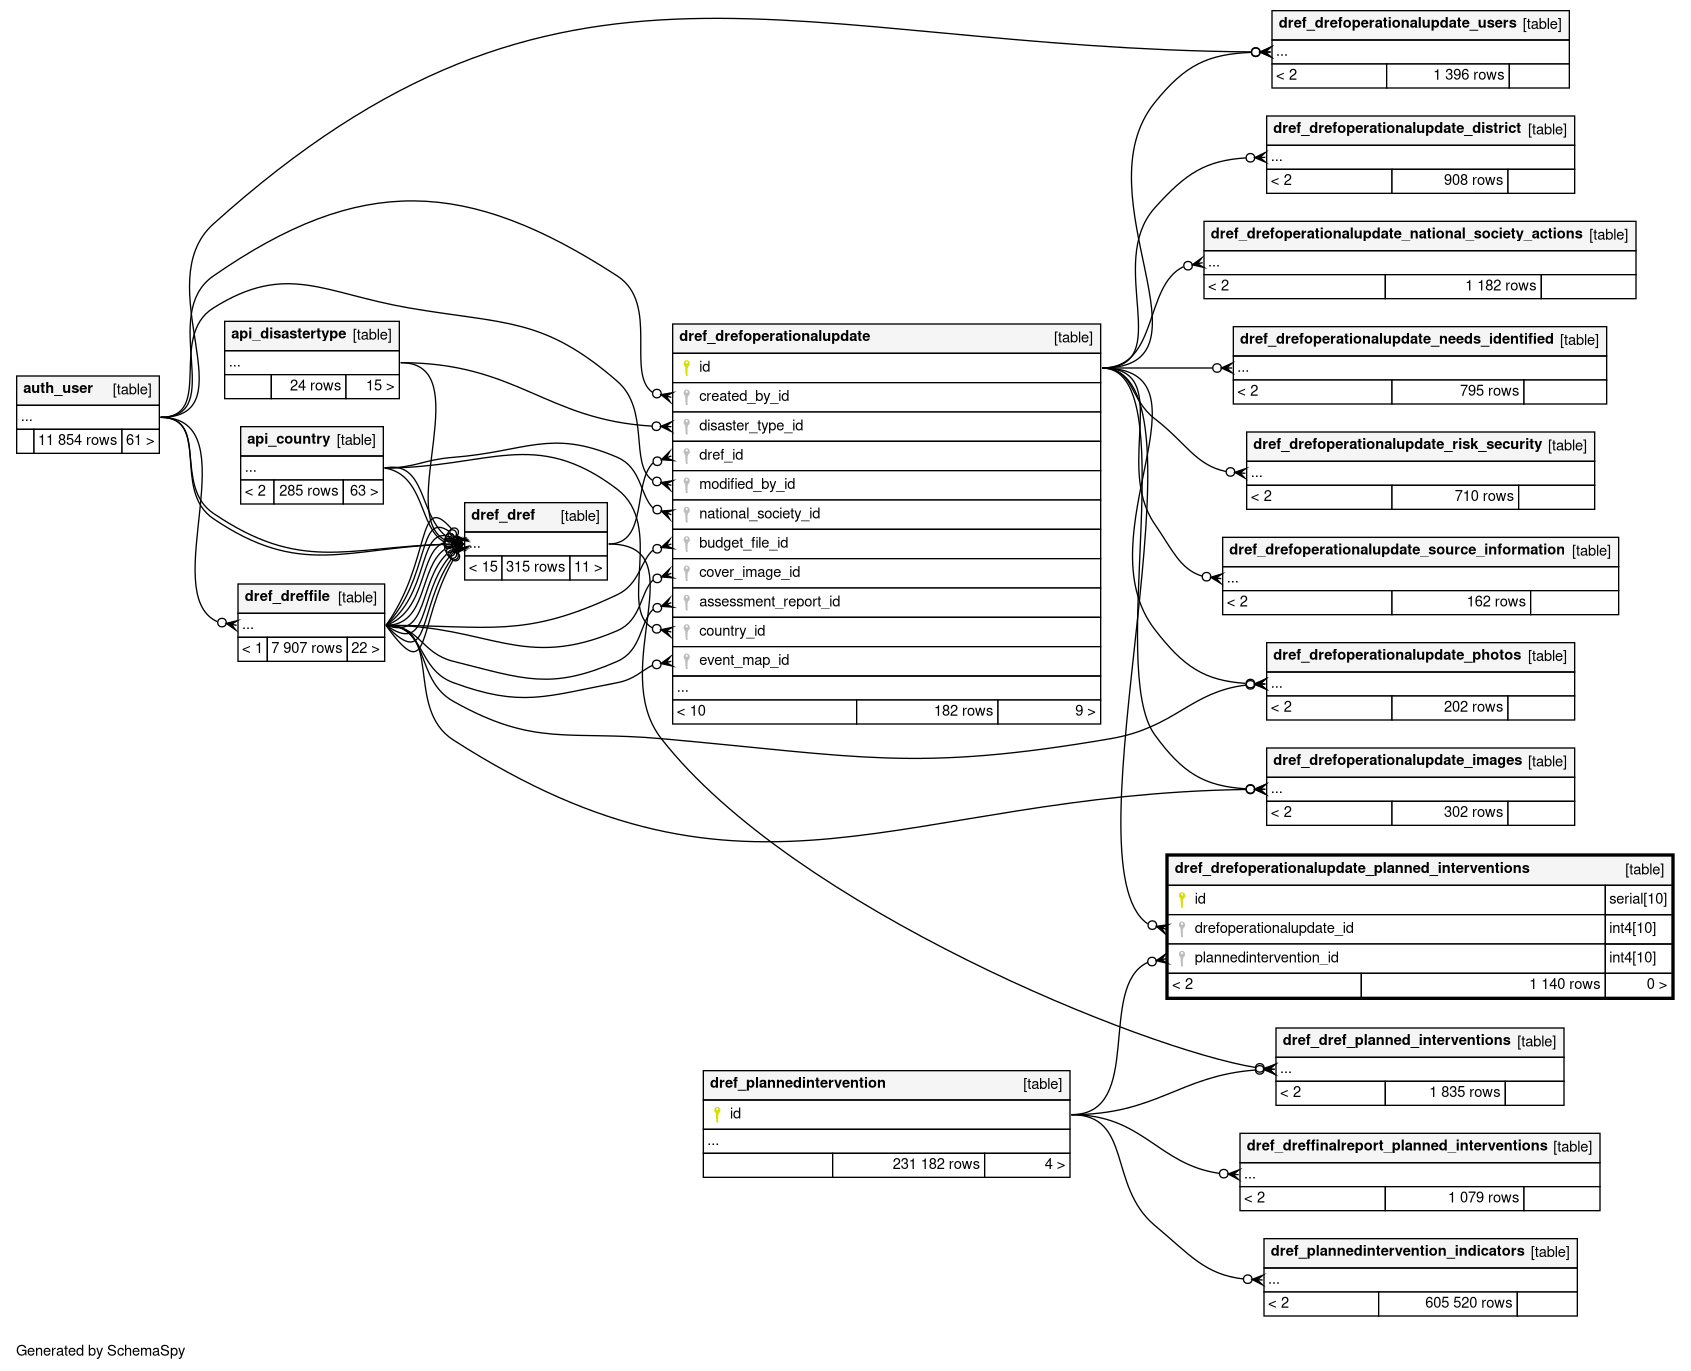 dref_drefoperationalupdate_users [table]
...
< 2 1 396 rows
dref_drefoperationalupdate_district [table]
...
< 2 908 rows
dref_drefoperationalupdate_national_society_actions [table]
...
< 2 1 182 rows
dref_drefoperationalupdate_needs_identified [table]
...
< 2 795 rows
dref_drefoperationalupdate_risk_security [table]
...
< 2 710 rows
dref_drefoperationalupdate_source_information [table]
...
< 2 162 rows
dref_drefoperationalupdate_photos [table]
...
< 2 202 rows
dref_drefoperationalupdate_images [table]
...
< 2 302 rows
auth_user [table]
...
11 854 rows 61 >
api_disastertype [table]
...
24 rows 15 >
api_country [table]
...
< 2 285 rows 63 >
dref_dref [table]
...
< 15 315 rows 11 >
dref_dreffile [table]
...
< 1 7 907 rows 22 >
dref_drefoperationalupdate [table]
id
created_by_id
disaster_type_id
dref_id
modified_by_id
national_society_id
budget_file_id
cover_image_id
assessment_report_id
country_id
event_map_id
...
< 10 182 rows 9 >
dref_drefoperationalupdate_planned_interventions [table]
id serial[10]
drefoperationalupdate_id int4[10]
plannedintervention_id int4[10]
< 2 1 140 rows 0 >
dref_dref_planned_interventions [table]
...
< 2 1 835 rows
dref_plannedintervention [table]
id
...
231 182 rows 4 >
dref_dreffinalreport_planned_interventions [table]
...
< 2 1 079 rows
dref_plannedintervention_indicators [table]
...
< 2 605 520 rows
Generated by SchemaSpy